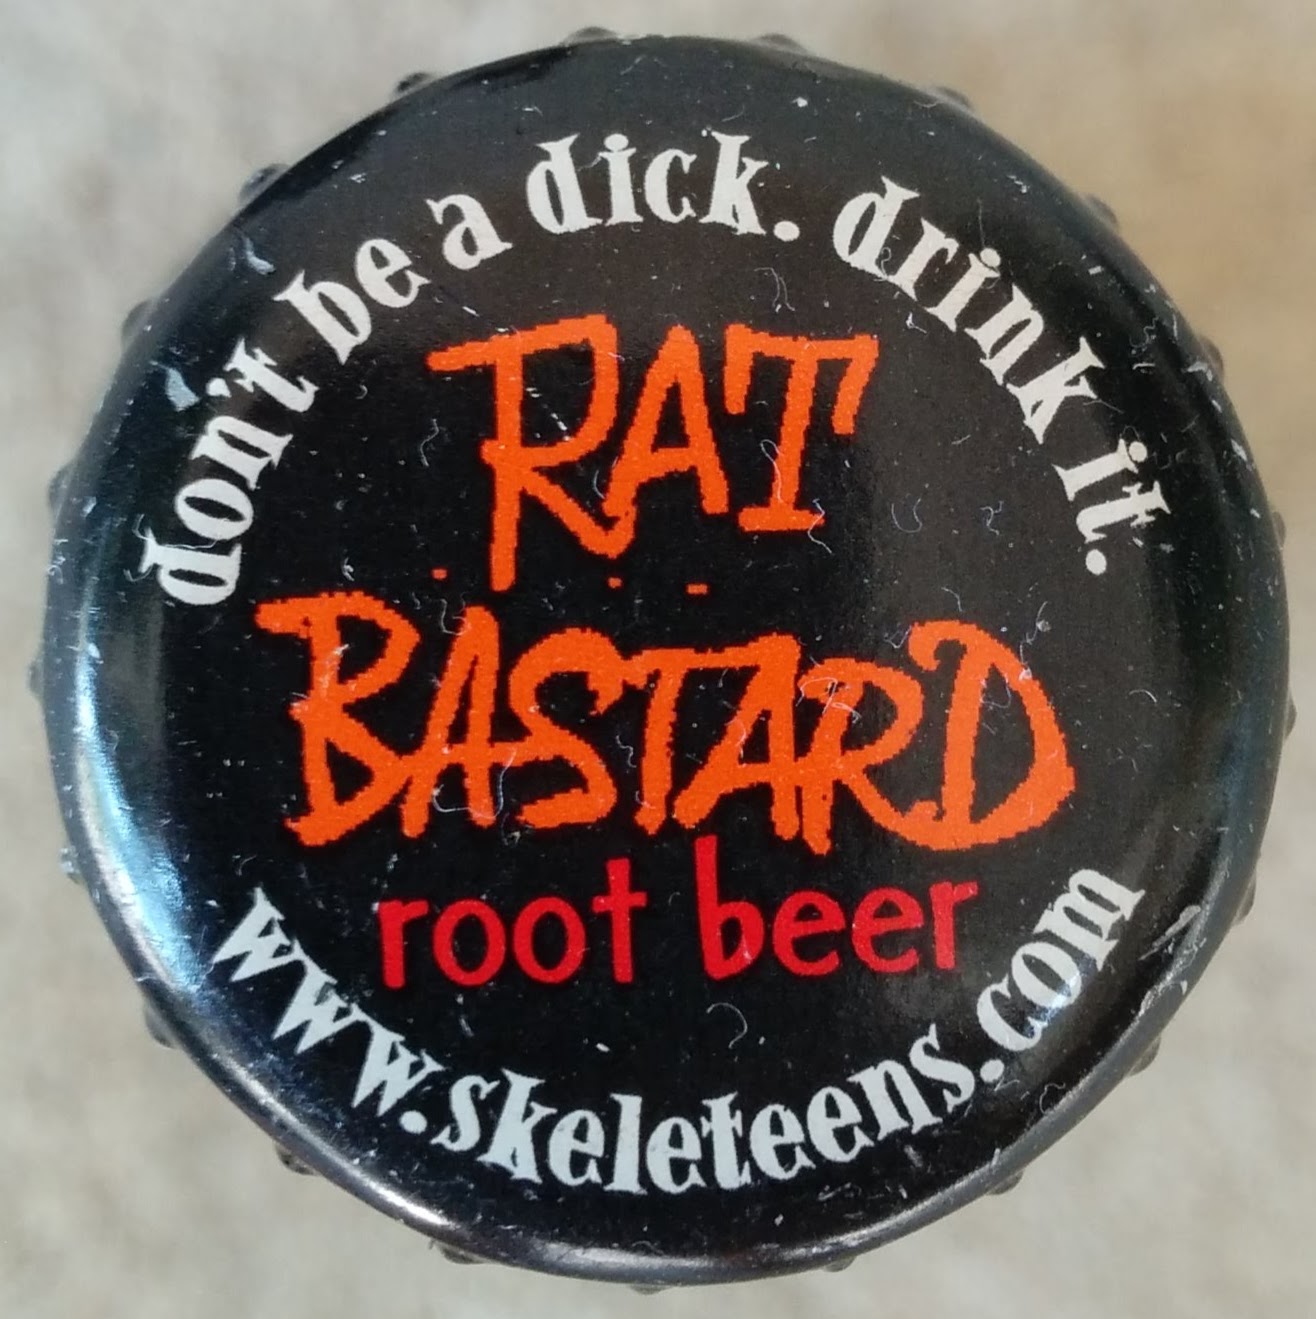 don't be a dick. drink it.
RAT
BASTARD
root beer
www.skeleteens.com